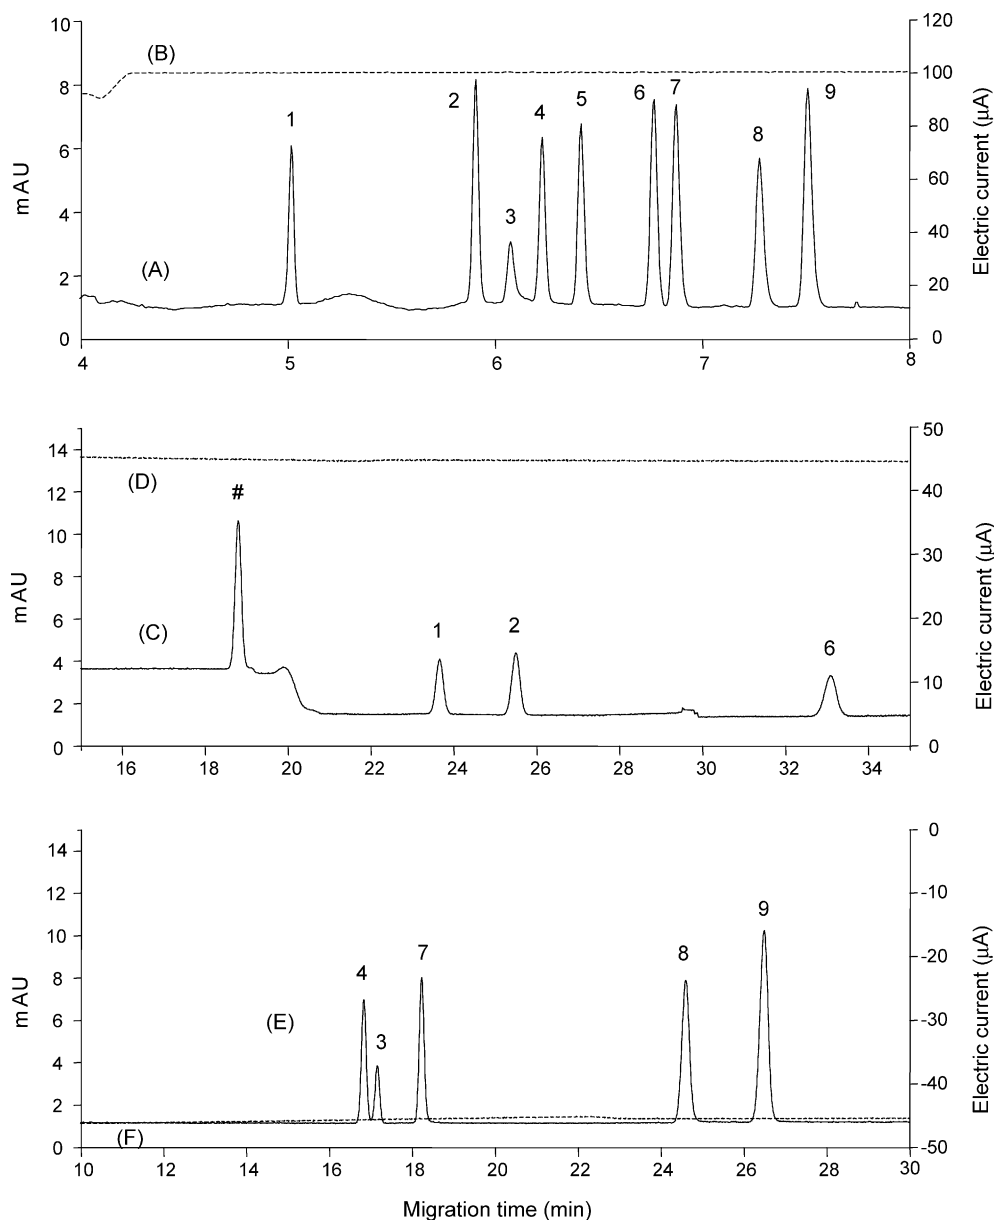 10 120
(B) 100
8 2 4 5 6 7 9
1 80
6 8
mAU 60 Electric current (µA)
4 3 40
(A)
2 20
0 0
4 5 6 7 8
50
14
(D)
12 # 40
10
mAU 8 30 Electric current (µA)
6 20
(C) 1 2 6
4 10
2
0 0
16 18 20 22 24 26 28 30 32 34
0
14
12 -10
9
10
4 7 8 -20
mAU 8
6 (E) -30 Electric current (µA)
3
4 -40
2
(F)
0 -50
10 12 14 16 18 20 22 24 26 28 30
Migration time (min)